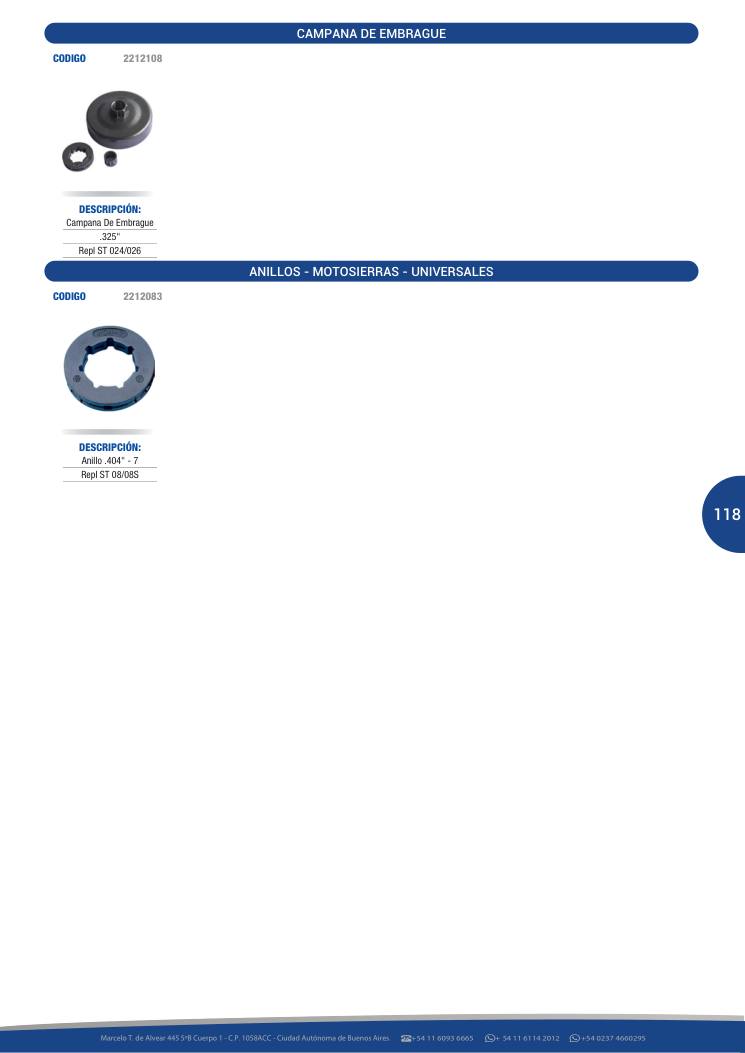 CAMPANA DE EMBRAGUE
CODIGO 2212108
DESCRIPCIÓN:
Campana De Embrague
.325"
Repl ST 024/026
ANILLOS - MOTOSIERRAS - UNIVERSALES
CODIGO 2212083
DESCRIPCIÓN:
Anillo .404" - 7
Repl ST 08/08S
118
Marcelo T. de Alvear 445 5ºB Cuerpo 1 - C.P. 1058ACC - Ciudad Autónoma de Buenos Aires. +54 11 6093 6665 + 54 11 6114 2012 +54 0237 4660295